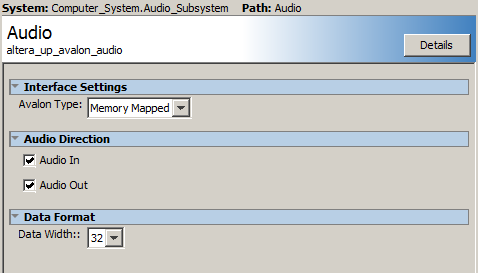 System: Computer_System.Audio_Subsystem Path: Audio
Audio
altera_up_avalon_audio
Details
Interface Settings
Avalon Type: Memory Mapped
Audio Direction
Audio In
Audio Out
Data Format
Data Width:: 32